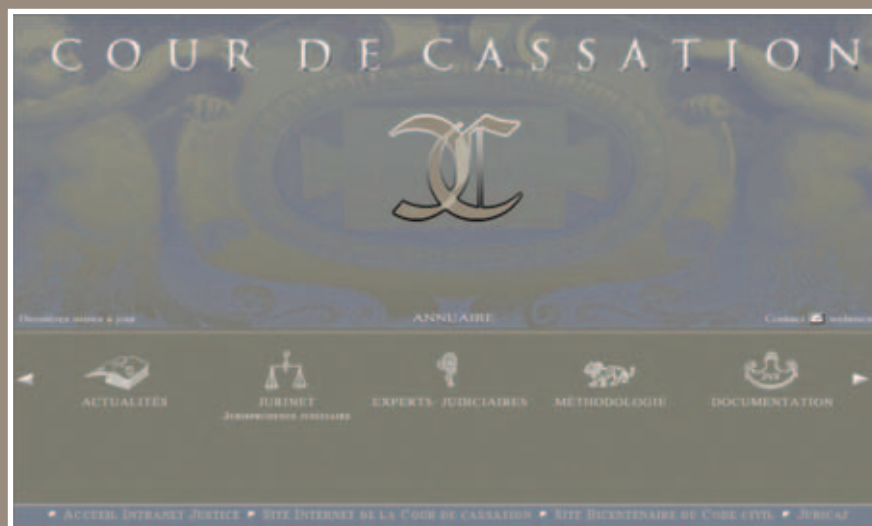 COUR DE CASSATION
Dernières mises à jour
ANNUAIRE
Contact
ACTUALITÉS
JURINET
JURISPRUDENCE JUDICIAIRE
EXPERTS JUDICIAIRES
MÉTHODOLOGIE
DOCUMENTATION
ACCUEIL INTRANET JUSTICE SITE INTERNET DE LA COUR DE CASSATION SITE BICENTENAIRE DU CODE CIVIL JURICAF